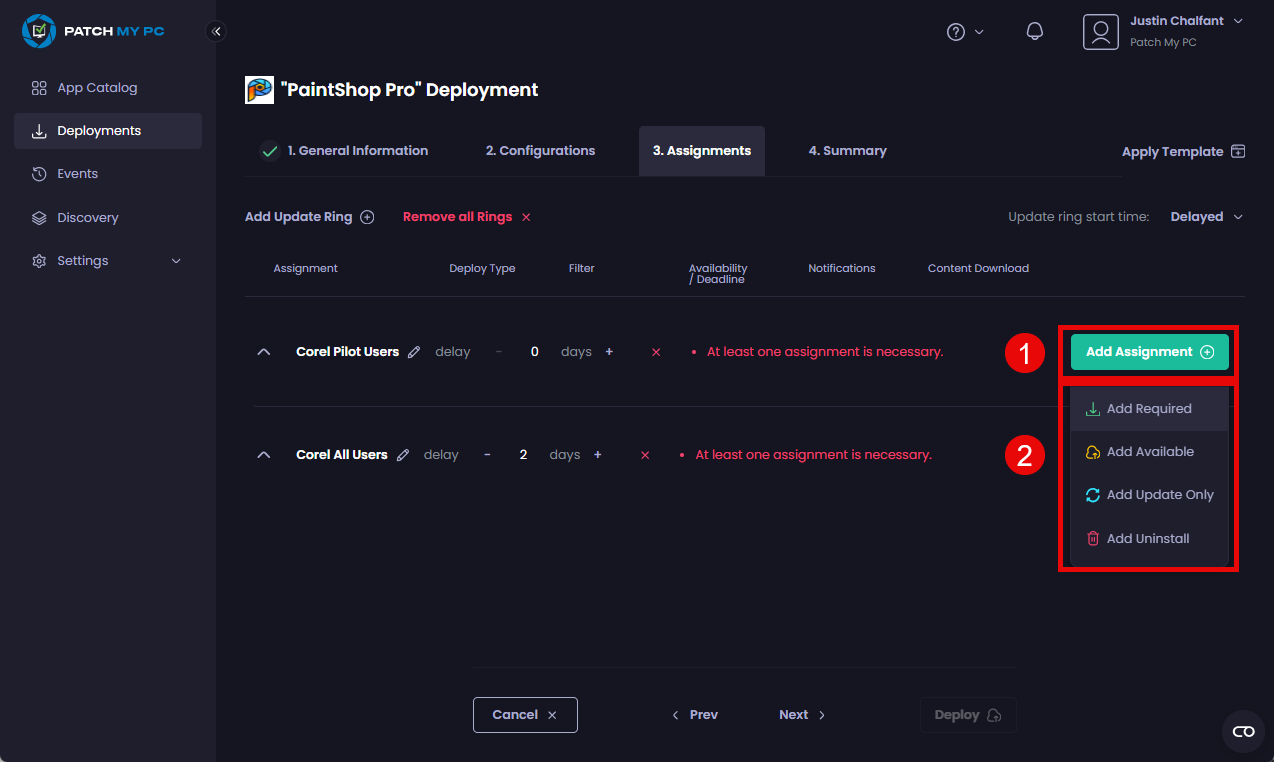 PATCH MY PC
Justin Chalfant
Patch My PC
App Catalog
Deployments
Events
Discovery
Settings
"PaintShop Pro" Deployment
1. General Information 2. Configurations 3. Assignments 4. Summary Apply Template
Add Update Ring Remove all Rings × Update ring start time: Delayed
Assignment Deploy Type Filter Availability / Deadline Notifications Content Download
Corel Pilot Users delay - 0 days + × • At least one assignment is necessary. 1 Add Assignment
Add Required
Corel All Users delay - 2 days + × • At least one assignment is necessary. 2 Add Available
Add Update Only
Add Uninstall
Cancel × < Prev Next > Deploy